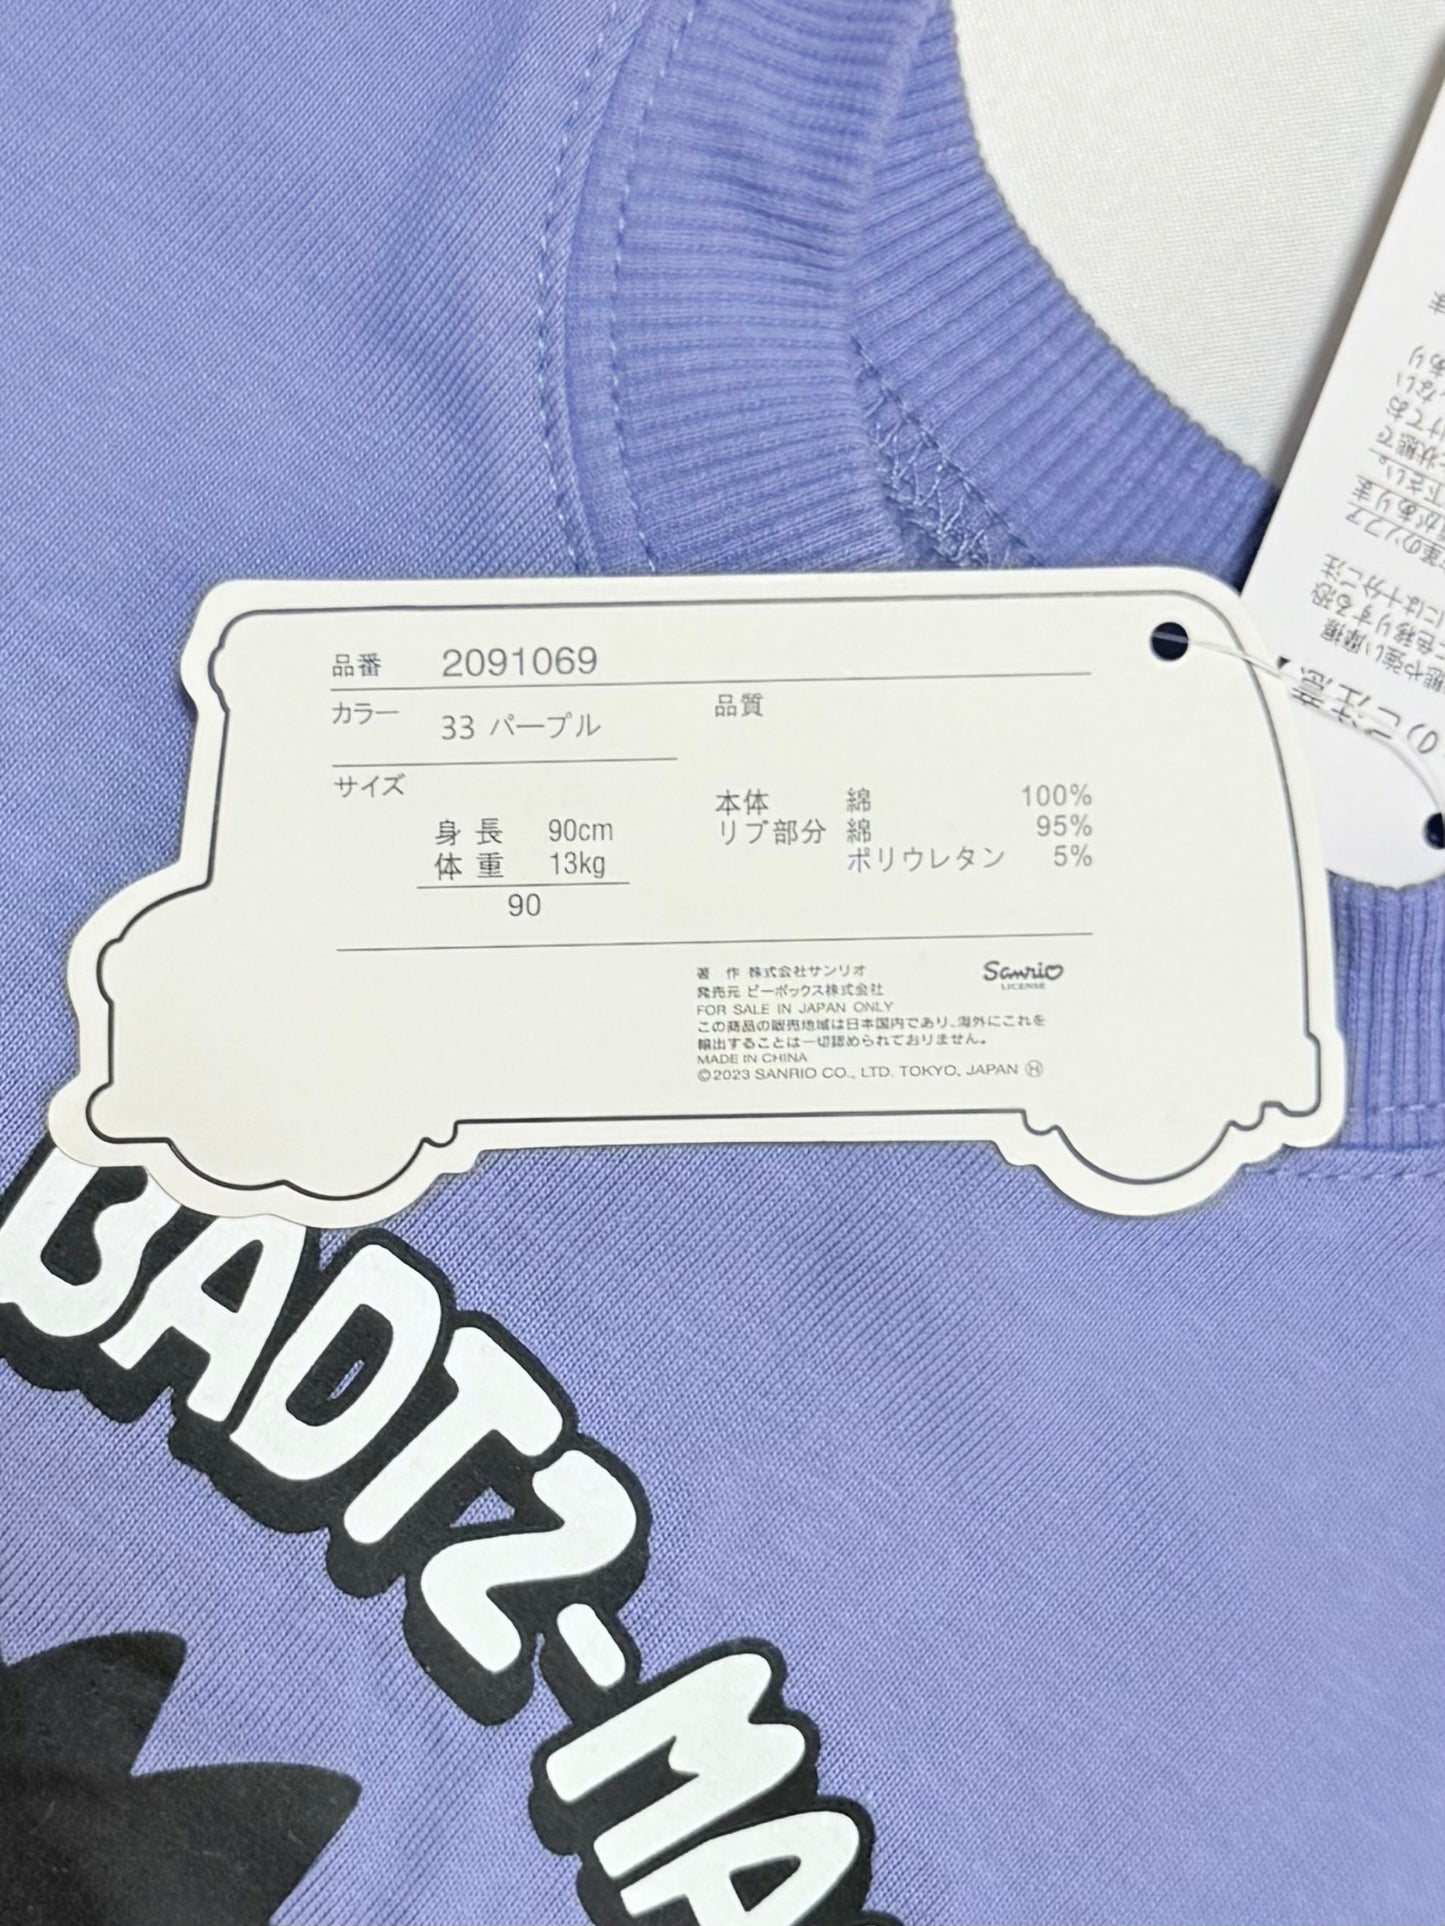 品番 2091069
カラー 33 パープル
サイズ
身長 90cm
体重 13kg
90
品質
本体 綿 100%
リブ部分 綿 95%
ポリウレタン 5%
著 作 株式会社サンリオ
発売元 ビーボックス株式会社
FOR SALE IN JAPAN ONLY
この商品の販売地域は日本国内であり、海外にこれを
輸出することは一切認められておりません。
MADE IN CHINA
©2023 SANRIO CO., LTD. TOKYO, JAPAN Ⓗ
Sanrio
LICENSE
BADTZ-MA
のご注意